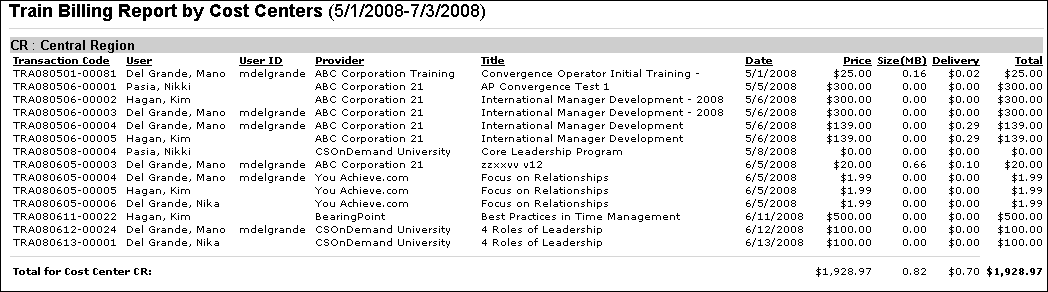 Train Billing Report by Cost Centers (5/1/2008-7/3/2008)
CR : Central Region
Transaction Code User User ID Provider Title Date Price Size(MB) Delivery Total
TRA080501-00081 Del Grande, Mano mdelgrande ABC Corporation Training Convergence Operator Initial Training - 5/1/2008 $25.00 0.16 $0.02 $25.00
TRA080506-00001 Pasia, Nikki ABC Corporation 21 AP Convergence Test 1 5/5/2008 $300.00 0.00 $0.00 $300.00
TRA080506-00002 Hagan, Kim ABC Corporation 21 International Manager Development - 2008 5/6/2008 $300.00 0.00 $0.00 $300.00
TRA080506-00003 Del Grande, Mano mdelgrande ABC Corporation 21 International Manager Development - 2008 5/6/2008 $300.00 0.00 $0.00 $300.00
TRA080506-00004 Del Grande, Mano mdelgrande ABC Corporation 21 International Manager Development 5/6/2008 $139.00 0.00 $0.29 $139.00
TRA080506-00005 Hagan, Kim ABC Corporation 21 International Manager Development 5/6/2008 $139.00 0.00 $0.29 $139.00
TRA080508-00004 Pasia, Nikki CSOnDemand University Core Leadership Program 5/8/2008 $0.00 0.00 $0.00 $0.00
TRA080605-00003 Del Grande, Mano mdelgrande ABC Corporation 21 zzxxvv v12 6/5/2008 $20.00 0.66 $0.10 $20.00
TRA080605-00004 Del Grande, Mano mdelgrande You Achieve.com Focus on Relationships 6/5/2008 $1.99 0.00 $0.00 $1.99
TRA080605-00005 Hagan, Kim You Achieve.com Focus on Relationships 6/5/2008 $1.99 0.00 $0.00 $1.99
TRA080605-00006 Del Grande, Nika You Achieve.com Focus on Relationships 6/5/2008 $1.99 0.00 $0.00 $1.99
TRA080611-00022 Hagan, Kim BearingPoint Best Practices in Time Management 6/11/2008 $500.00 0.00 $0.00 $500.00
TRA080612-00024 Del Grande, Mano mdelgrande CSOnDemand University 4 Roles of Leadership 6/12/2008 $100.00 0.00 $0.00 $100.00
TRA080613-00001 Del Grande, Nika CSOnDemand University 4 Roles of Leadership 6/13/2008 $100.00 0.00 $0.00 $100.00
Total for Cost Center CR: $1,928.97 0.82 $0.70 $1,928.97